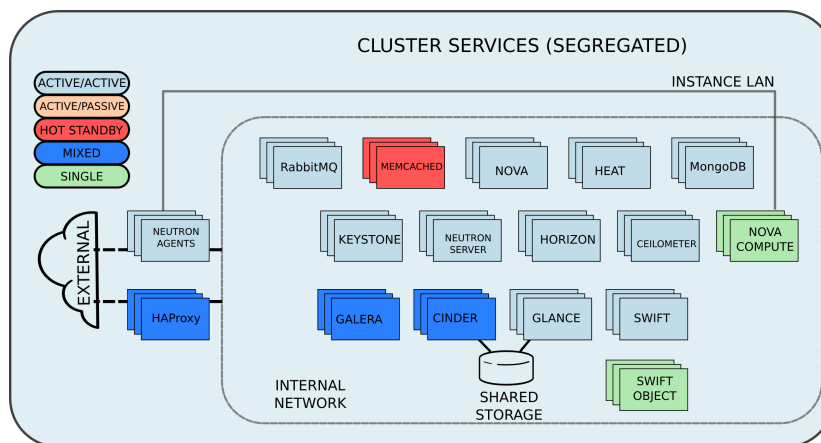 CLUSTER SERVICES (SEGREGATED)
ACTIVE/ACTIVE
ACTIVE/PASSIVE
HOT STANDBY
MIXED
SINGLE
INSTANCE LAN
RabbitMQ
MEMCACHED
NOVA
HEAT
MongoDB
EXTERNAL
NEUTRON
AGENTS
KEYSTONE
NEUTRON
SERVER
HORIZON
CEILOMETER
NOVA
COMPUTE
HAProxy
GALERA
CINDER
GLANCE
SWIFT
INTERNAL
NETWORK
SHARED
STORAGE
SWIFT
OBJECT